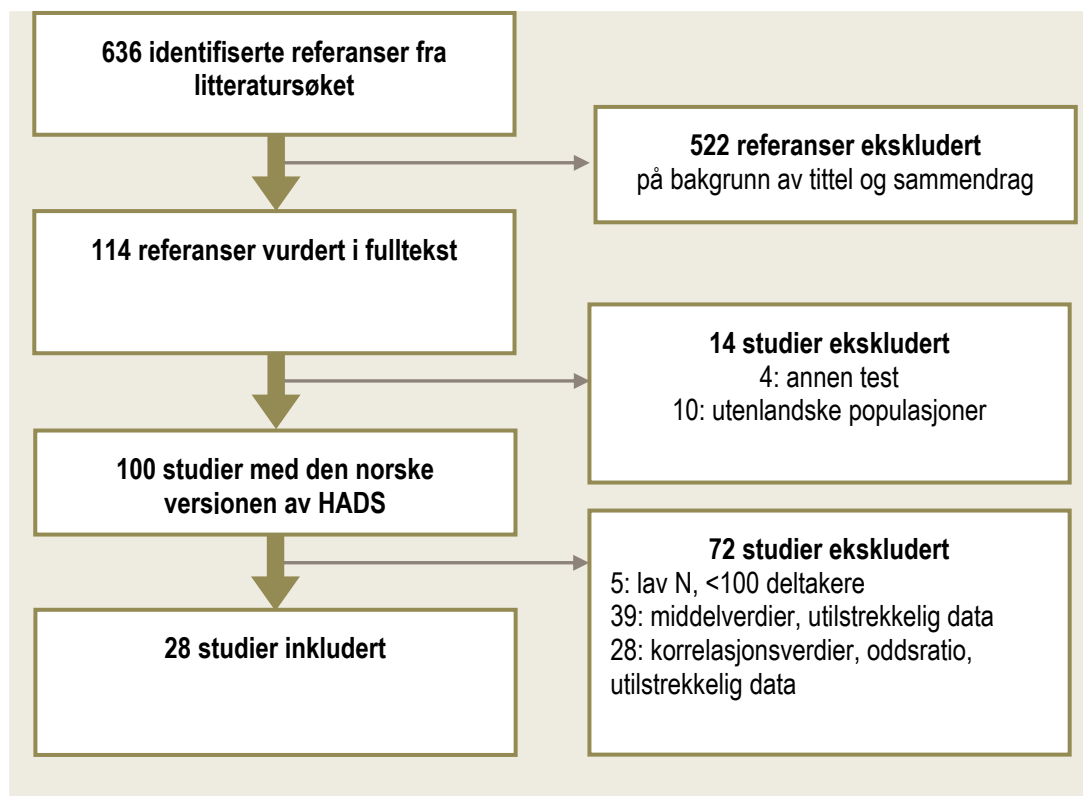 636 identifiserte referanser fra
litteratursøket
522 referanser ekskludert
på bakgrunn av tittel og sammendrag
114 referanser vurdert i fulltekst
14 studier ekskludert
4: annen test
10: utenlandske populasjoner
100 studier med den norske
versionen av HADS
72 studier ekskludert
5: lav N, <100 deltakere
39: middelverdier, utilstrekkelig data
28: korrelasjonsverdier, oddsratio,
utilstrekkelig data
28 studier inkludert